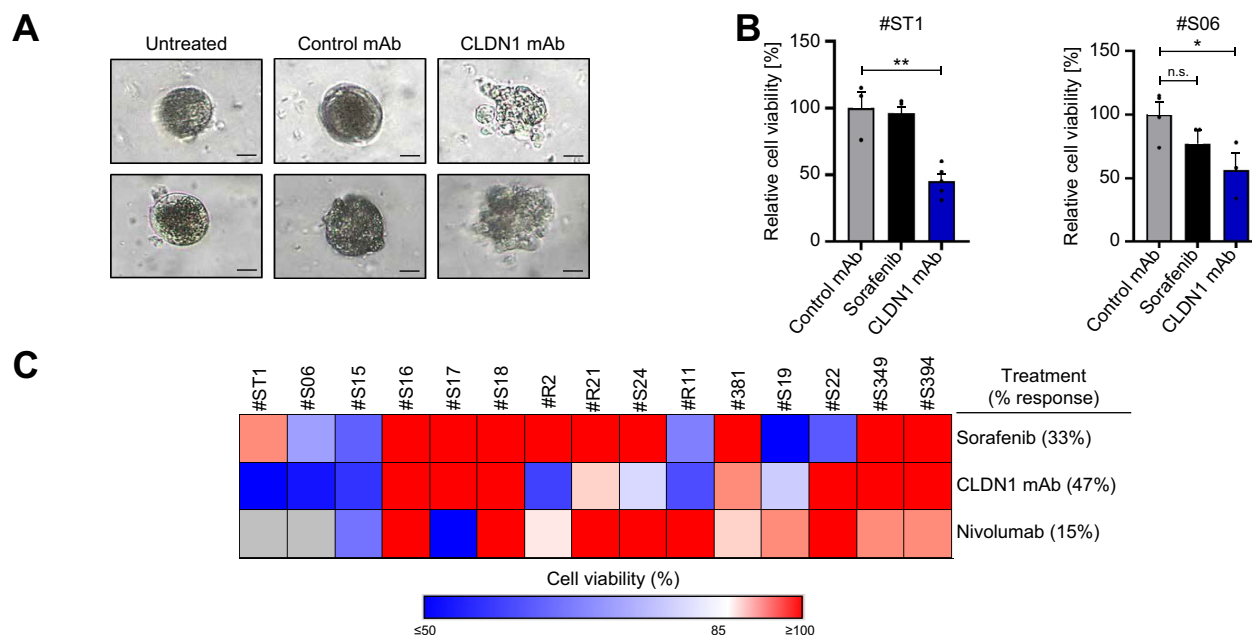 A
Untreated
Control mAb
CLDN1 mAb
B
#ST1
Relative cell viability [%]
150
100
50
0
**
Control mAb
Sorafenib
CLDN1 mAb
#S06
Relative cell viability [%]
150
100
50
0
*
n.s.
Control mAb
Sorafenib
CLDN1 mAb
C
#ST1 #S06 #S15 #S16 #S17 #S18 #R2 #R21 #S24 #R11 #381 #S19 #S22 #S349 #S394
Treatment
(% response)
Sorafenib (33%)
CLDN1 mAb (47%)
Nivolumab (15%)
Cell viability (%)
≤50 85 ≥100